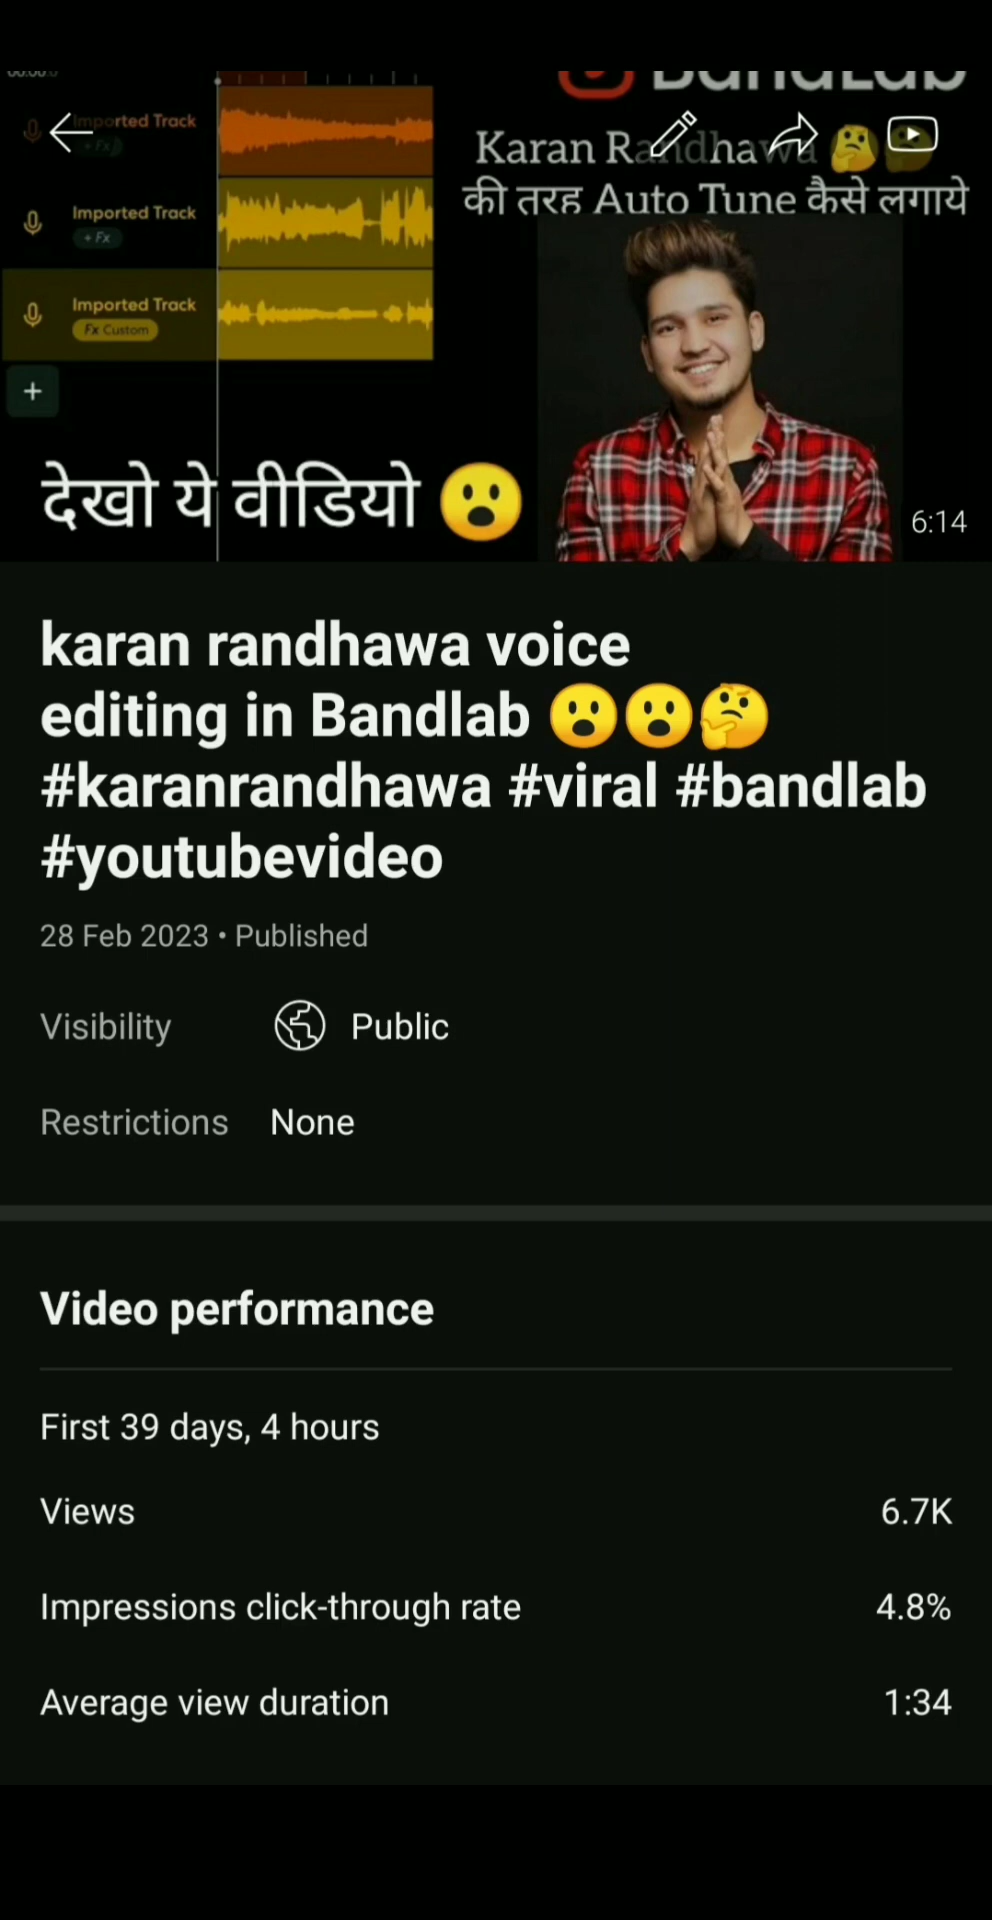 Imported Track
+ Fx
Imported Track
+ Fx
Imported Track
Fx Custom
+
BandLab
Karan Randhawa 🤔🤔
की तरह Auto Tune कैसे लगाये
देखो ये वीडियो 😮
6:14
karan randhawa voice
editing in Bandlab 😮😮🤔
#karanrandhawa #viral #bandlab
#youtubevideo
28 Feb 2023 • Published
Visibility Public
Restrictions None
Video performance
First 39 days, 4 hours
Views 6.7K
Impressions click-through rate 4.8%
Average view duration 1:34